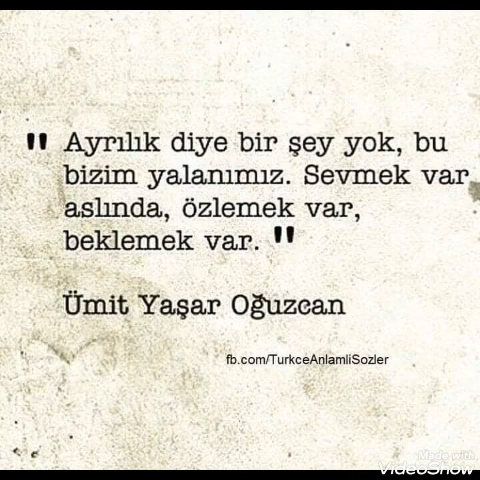 " Ayrılık diye bir şey yok, bu
bizim yalanımız. Sevmek var
aslında, özlemek var,
beklemek var. "
Ümit Yaşar Oğuzcan
fb.com/TurkceAnlamliSozler
Made with
VideoShow